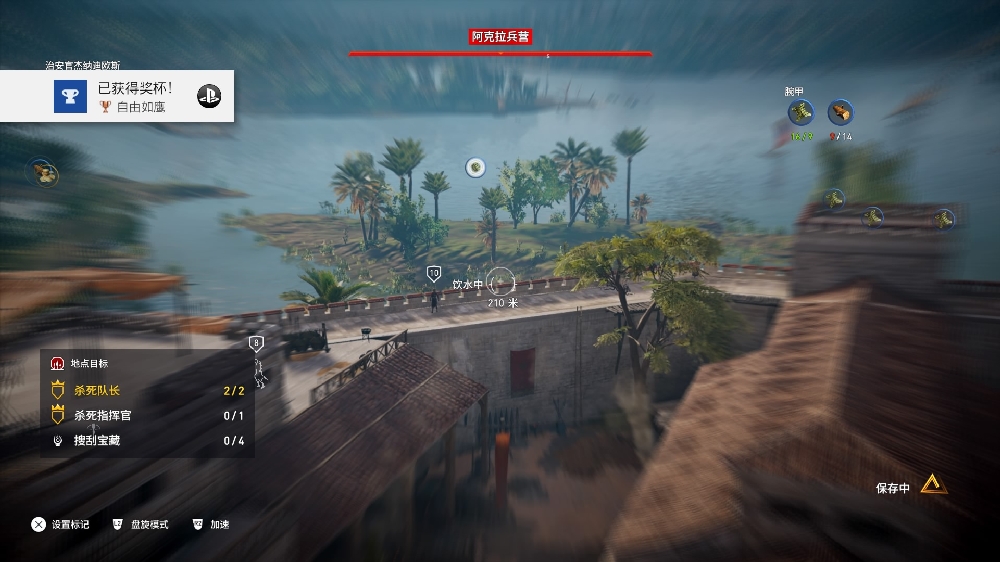 阿克拉兵营
治安官杰纳迪欧斯
已获得奖杯!
自由如鹰
腕甲
/14
10
饮水中
210 米
8
地点目标
杀死队长 2/2
杀死指挥官 0/1
搜刮宝藏 0/4
保存中
设置标记 盘旋模式 加速